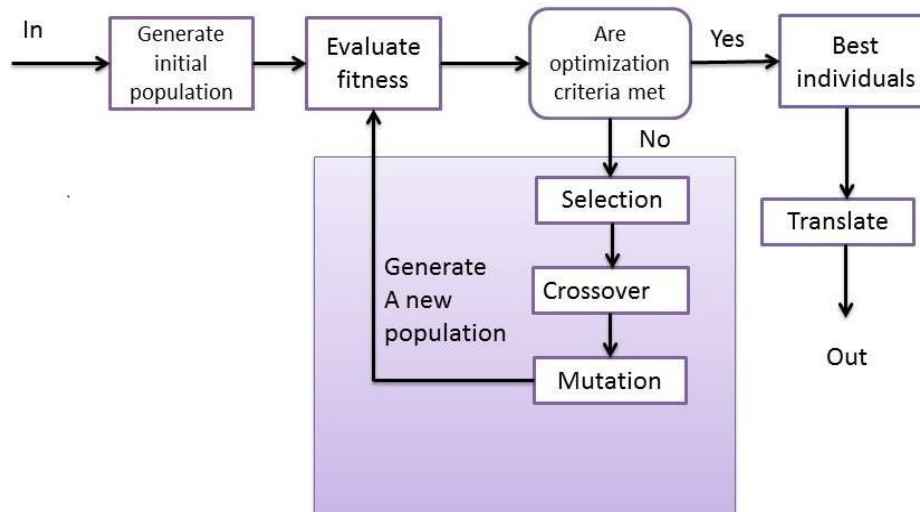 In
Generate
initial
population
Evaluate
fitness
Are
optimization
criteria met
Yes
Best
individuals
No
Selection
Translate
Generate
A new
population
Crossover
Mutation
Out